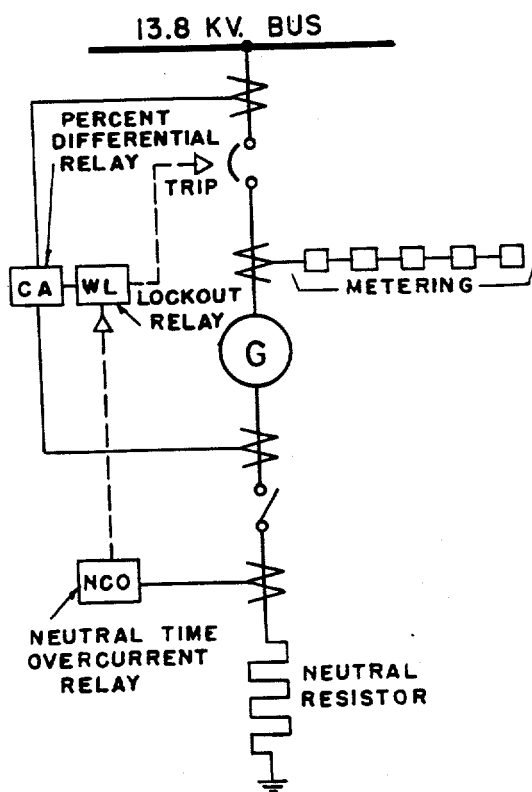 13.8 KV. BUS
PERCENT
DIFFERENTIAL
RELAY
TRIP
CA
WL
LOCKOUT
RELAY
METERING
G
NCO
NEUTRAL TIME
OVERCURRENT
RELAY
NEUTRAL
RESISTOR